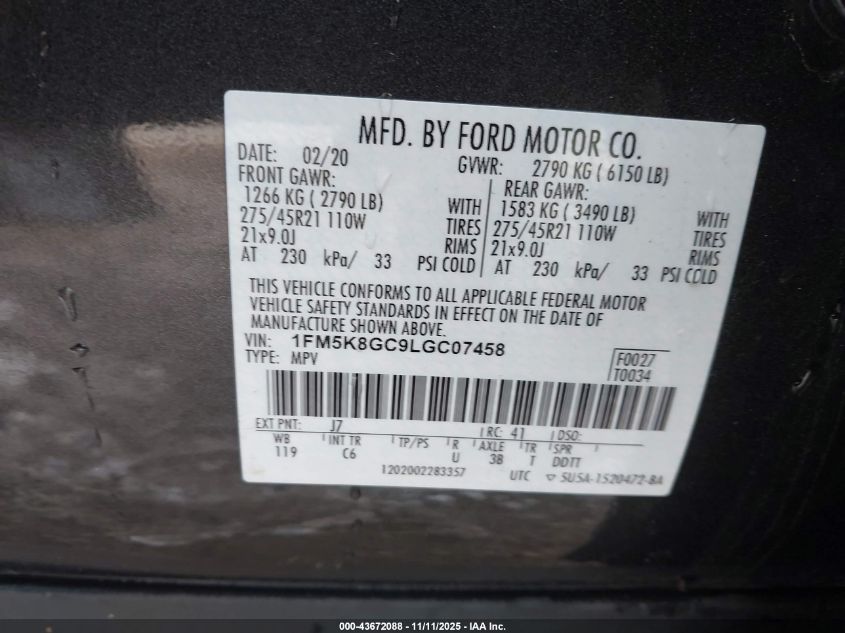 MFD. BY FORD MOTOR CO.
DATE: 02/20 GVWR: 2790 KG ( 6150 LB)
FRONT GAWR: REAR GAWR:
1266 KG ( 2790 LB) WITH 1583 KG ( 3490 LB) WITH
275/45R21 110W TIRES 275/45R21 110W TIRES
21x9.0J RIMS 21x9.0J RIMS
AT 230 kPa/ 33 PSI COLD AT 230 kPa/ 33 PSI COLD
THIS VEHICLE CONFORMS TO ALL APPLICABLE FEDERAL MOTOR
VEHICLE SAFETY STANDARDS IN EFFECT ON THE DATE OF
MANUFACTURE SHOWN ABOVE.
VIN: 1FM5K8GC9LGC07458
TYPE: MPV
F0027
T0034
EXT PNT: J7 RC: 41 DSO:
WB INT TR TP/PS R AXLE TR SPR
119 C6 U 3B T DDTT
1202002283357 UTC ▽ SU5A-1520472-BA
000-43672088 - 11/11/2025 - IAA Inc.